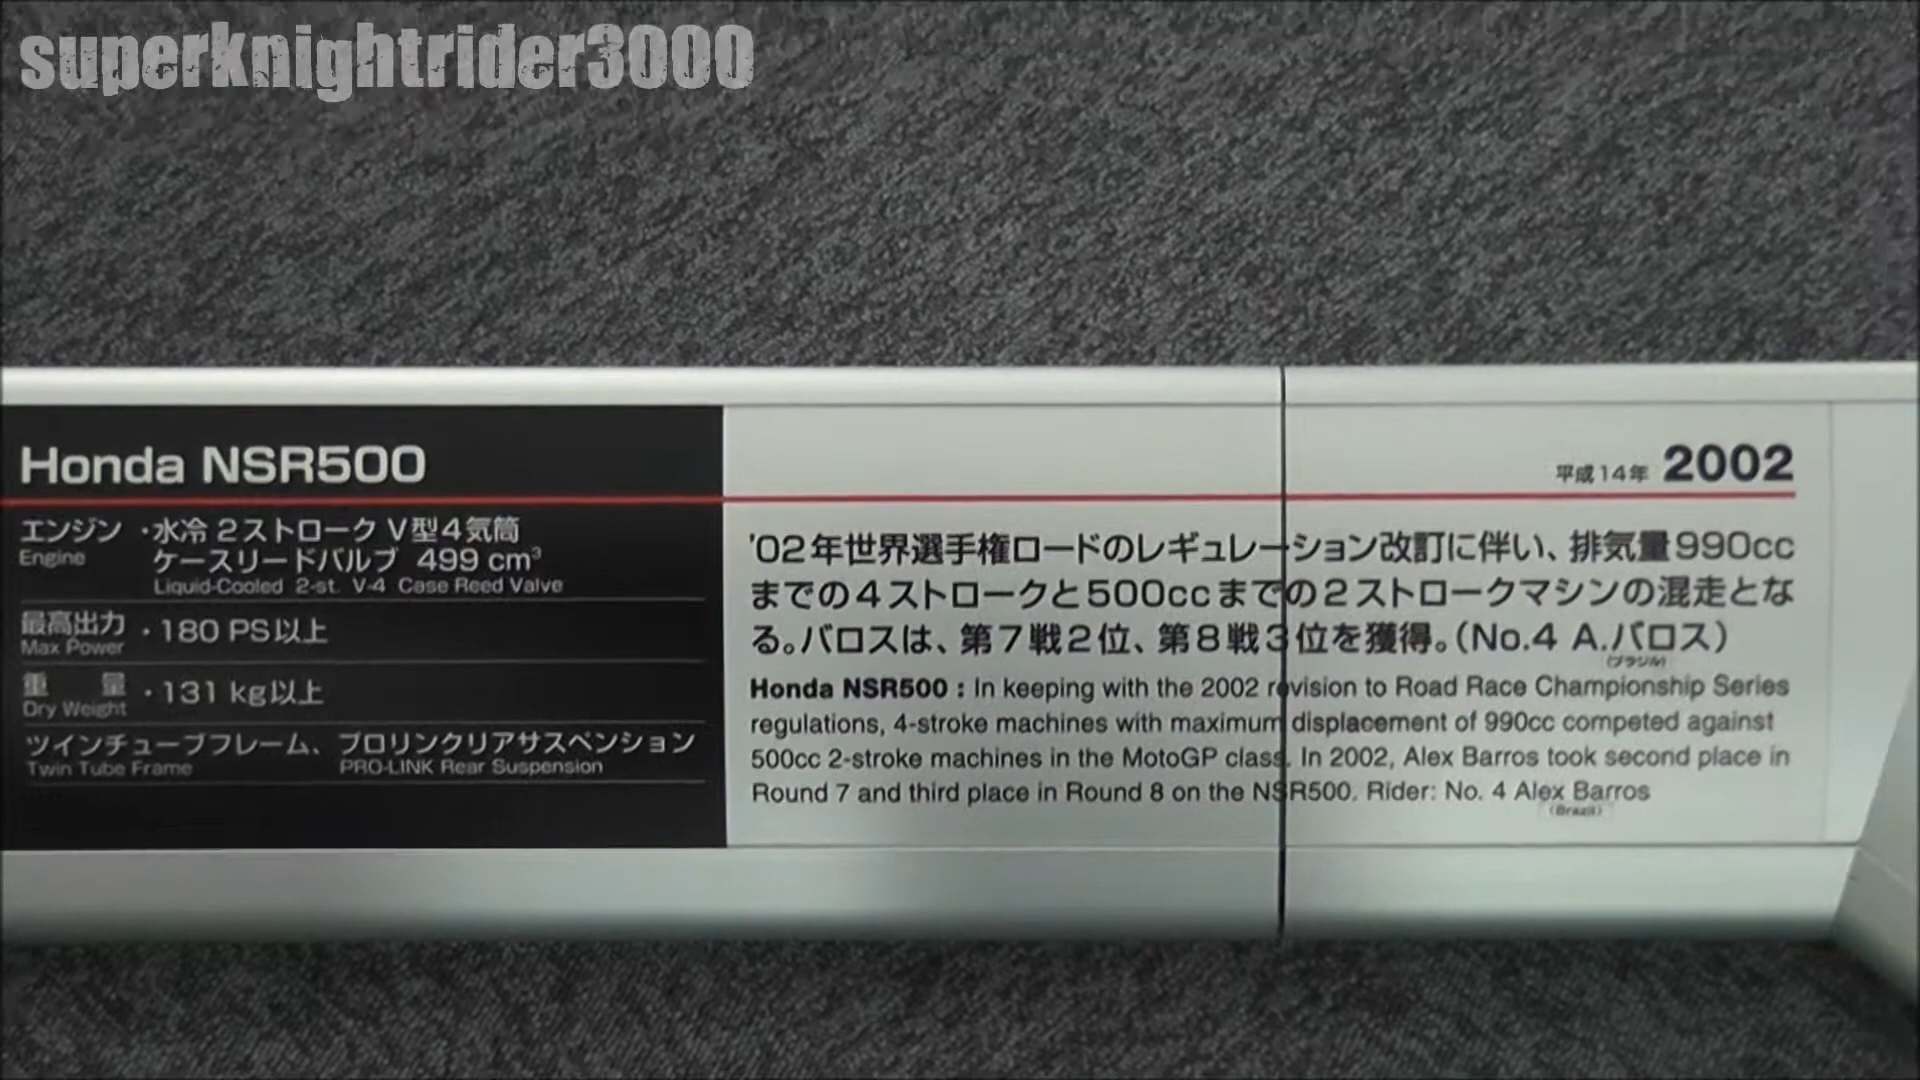 superknightrider3000
Honda NSR500
エンジン ・水冷 2ストローク V型4気筒
Engine ケースリードバルブ 499 cm³
Liquid-Cooled 2-st. V-4 Case Reed Valve
最高出力 ・180 PS以上
Max Power
重 量 ・131 kg以上
Dry Weight
ツインチューブフレーム、プロリンクリアサスペンション
Twin Tube Frame PRO-LINK Rear Suspension
平成14年 2002
'02年世界選手権ロードのレギュレーション改訂に伴い、排気量990cc
までの4ストロークと500ccまでの2ストロークマシンの混走とな
る。バロスは、第7戦2位、第8戦3位を獲得。（No.4 A.バロス）
(ブラジル)
Honda NSR500 : In keeping with the 2002 revision to Road Race Championship Series
regulations, 4-stroke machines with maximum displacement of 990cc competed against
500cc 2-stroke machines in the MotoGP class. In 2002, Alex Barros took second place in
Round 7 and third place in Round 8 on the NSR500. Rider: No. 4 Alex Barros
(Brazil)